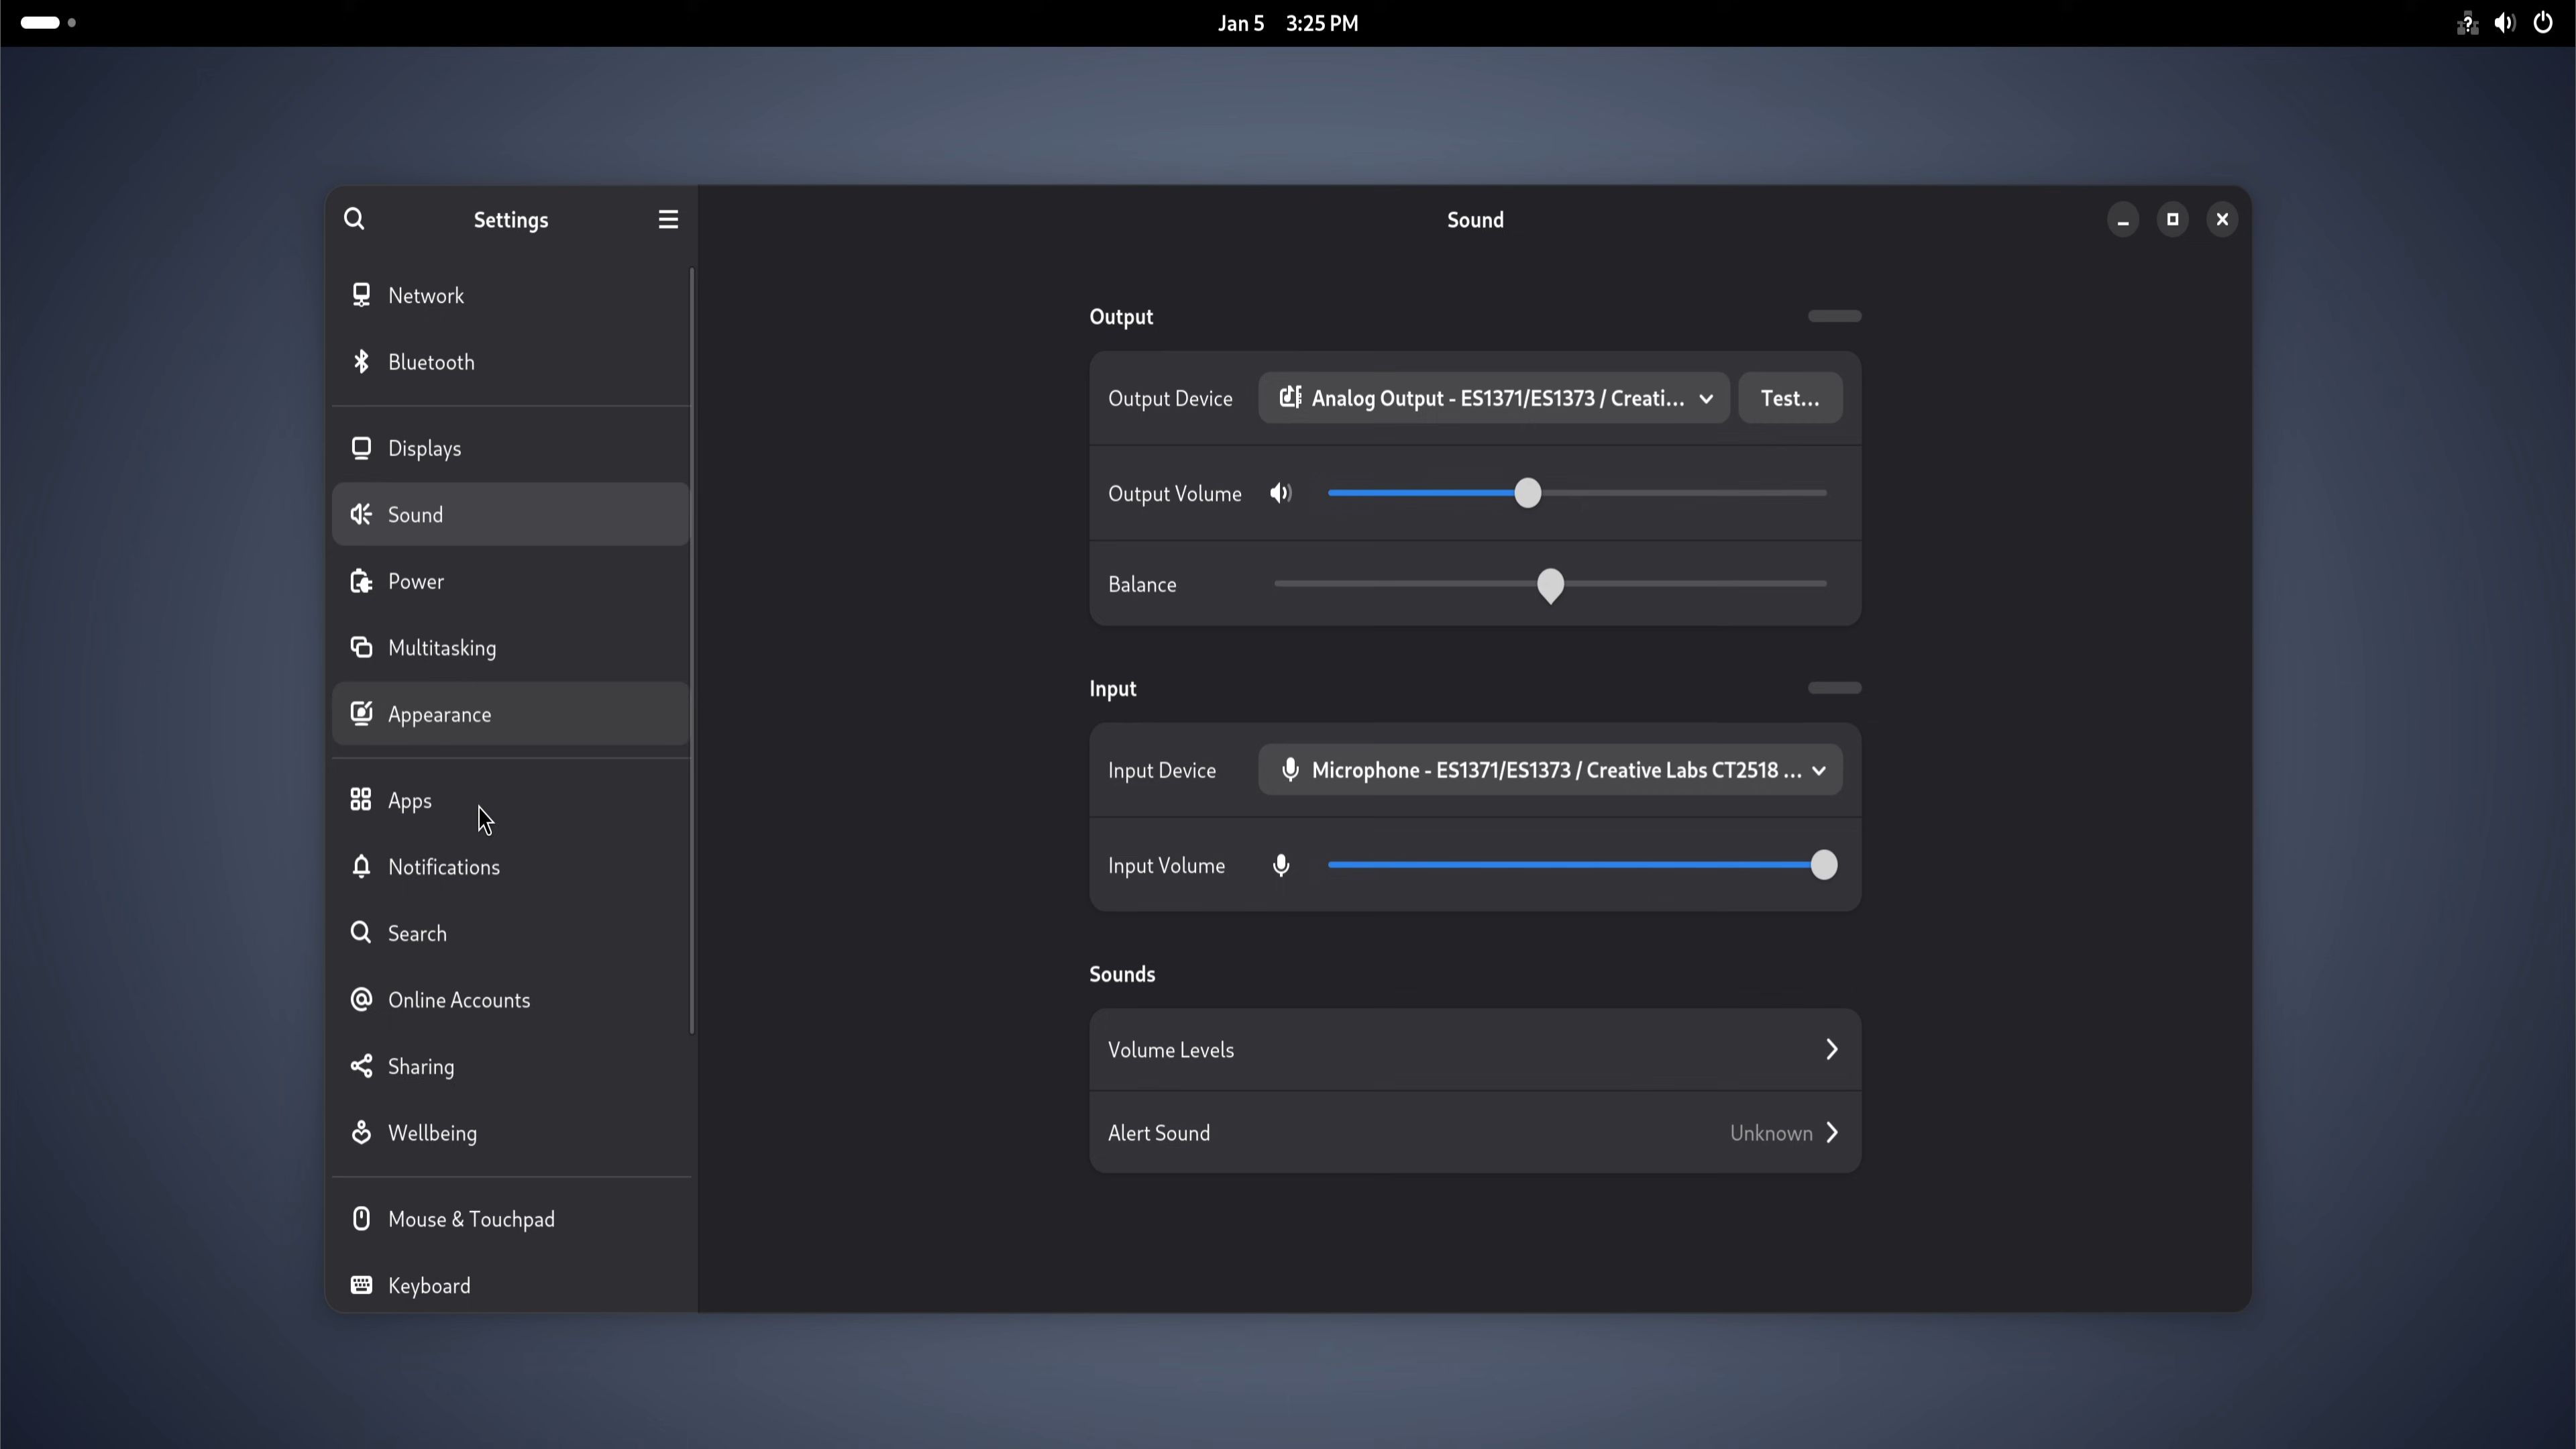 Jan 5 3:25 PM
Settings
Network
Bluetooth
Displays
Sound
Power
Multitasking
Appearance
Apps
Notifications
Search
Online Accounts
Sharing
Wellbeing
Mouse & Touchpad
Keyboard
Sound
Output
Output Device Analog Output - ES1371/ES1373 / Creati... Test...
Output Volume
Balance
Input
Input Device Microphone - ES1371/ES1373 / Creative Labs CT2518 ...
Input Volume
Sounds
Volume Levels
Alert Sound Unknown